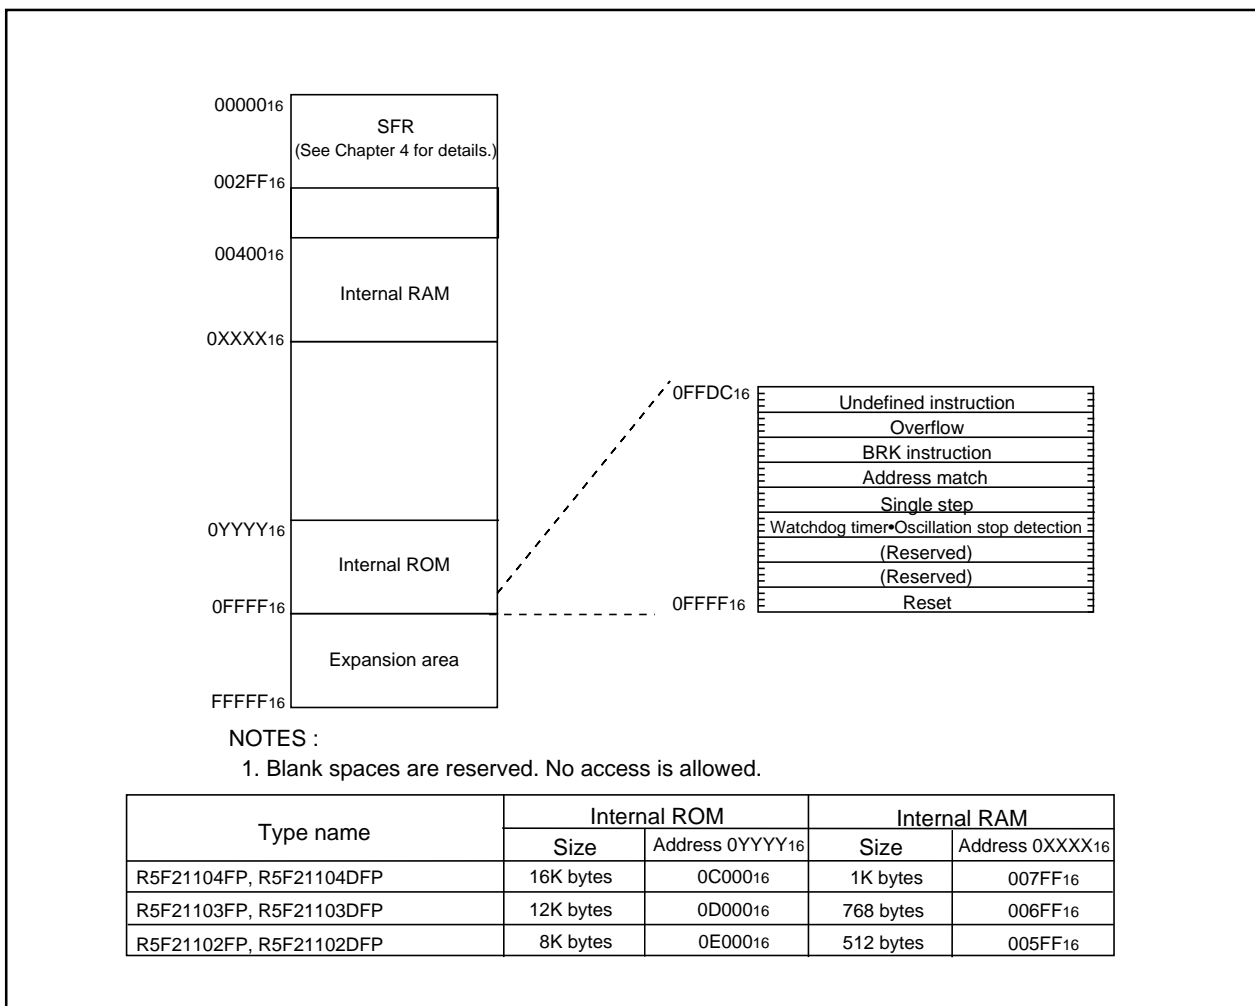 0000016
SFR
(See Chapter 4 for details.)
002FF16
0040016
Internal RAM
0XXXX16
0YYYY16
Internal ROM
0FFFF16
Expansion area
FFFFF16
0FFDC16
Undefined instruction
Overflow
BRK instruction
Address match
Single step
Watchdog timer•Oscillation stop detection
(Reserved)
(Reserved)
0FFFF16
Reset
NOTES :
1. Blank spaces are reserved. No access is allowed.
Type name
Internal ROM
Internal RAM
Size
Address 0YYYY16
Size
Address 0XXXX16
R5F21104FP, R5F21104DFP
16K bytes
0C00016
1K bytes
007FF16
R5F21103FP, R5F21103DFP
12K bytes
0D00016
768 bytes
006FF16
R5F21102FP, R5F21102DFP
8K bytes
0E00016
512 bytes
005FF16